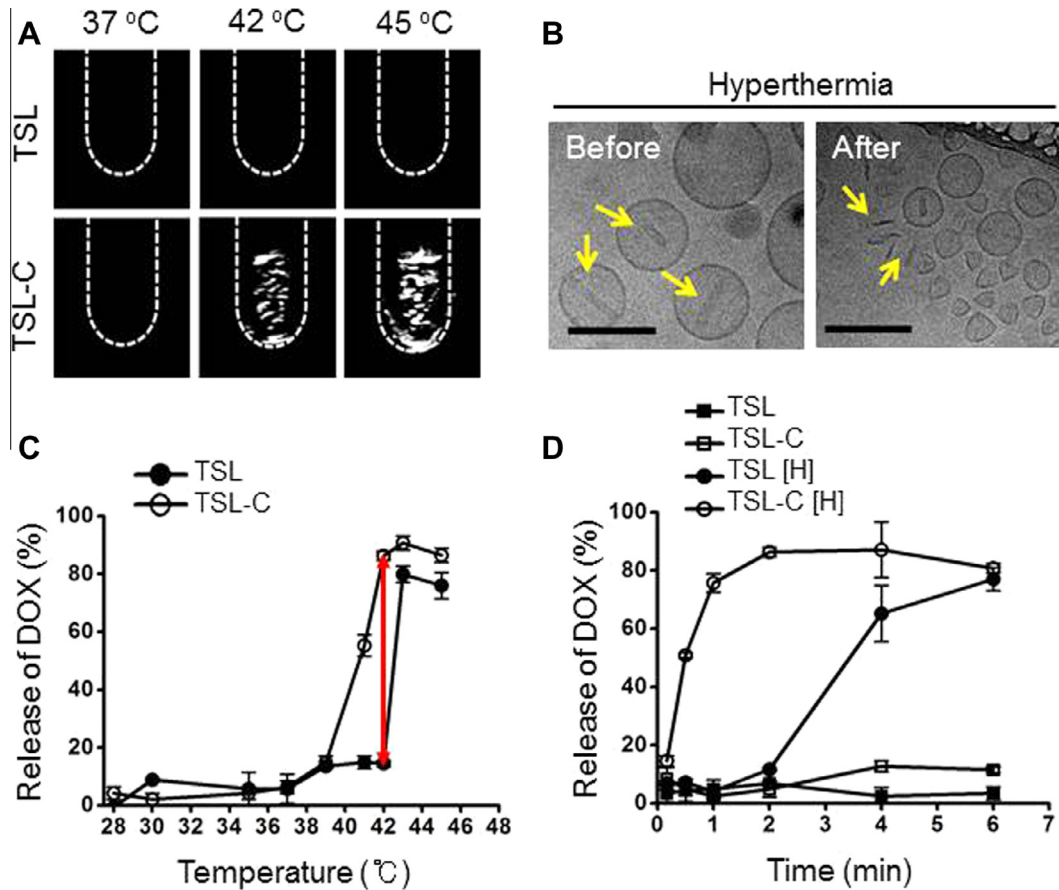 A
37 °C
42 °C
45 °C
TSL
TSL-C
B
Hyperthermia
Before
After
C
TSL
TSL-C
Release of DOX (%)
100
80
60
40
20
0
28 30 32 34 36 38 40 42 44 46 48
Temperature (℃)
D
TSL
TSL-C
TSL [H]
TSL-C [H]
Release of DOX (%)
100
80
60
40
20
0
0 1 2 3 4 5 6 7
Time (min)